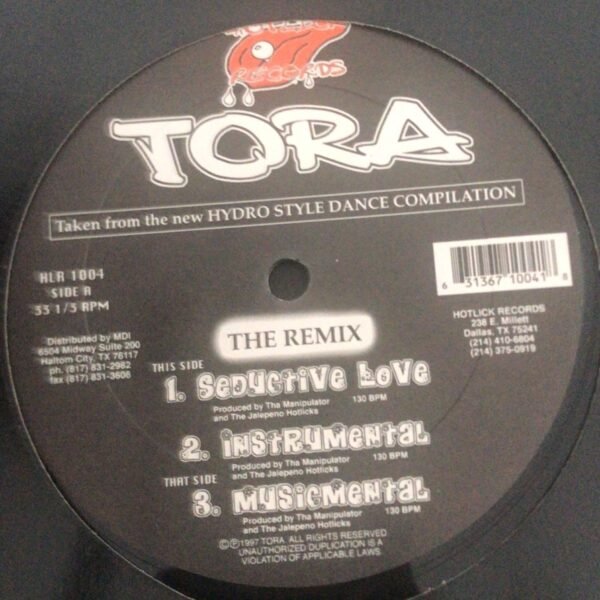 HOTLICK
RECORDS
TORA
Taken from the new HYDRO STYLE DANCE COMPILATION
HLR 1004
SIDE A
33 1/3 RPM
6 31367 10041 8
HOTLICK RECORDS
236 E. Millett
Dallas, TX 75241
(214) 410-6804
(214) 375-0919
Distributed by MDI
6504 Midway Suite 200
Haltom City, TX 76117
ph. (817) 831-2982
fax (817) 831-3606
THE REMIX
THIS SIDE
1. SEDUCTIVE LOVE
Produced by Tha Manipulator 130 BPM
and The Jalepeno Hotlicks
2. INSTRUMENTAL
Produced by Tha Manipulator 130 BPM
and The Jalepeno Hotlicks
THAT SIDE
3. MUSICMENTAL
Produced by Tha Manipulator 130 BPM
and The Jalepeno Hotlicks
©℗1997 TORA. ALL RIGHTS RESERVED.
UNAUTHORIZED DUPLICATION IS A
VIOLATION OF APPLICABLE LAWS.